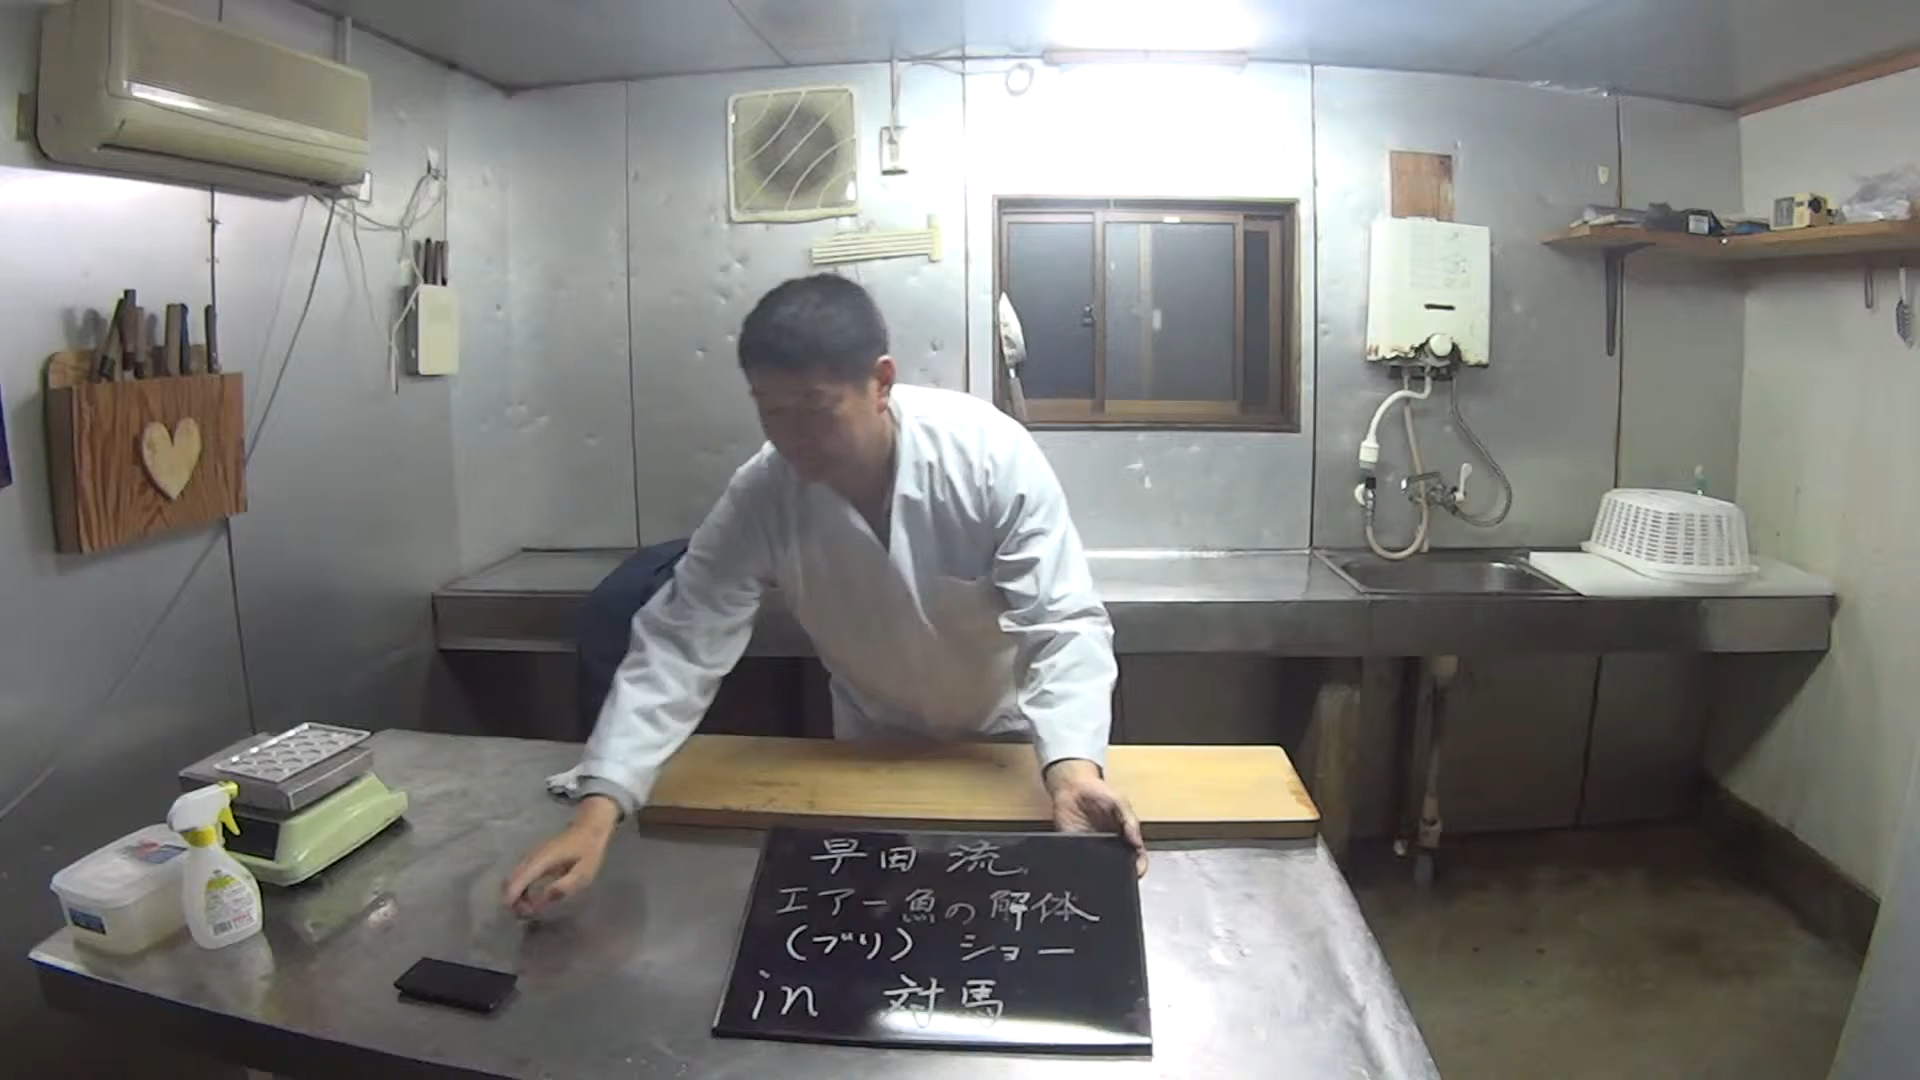 早田流
エアー魚の解体
(ブリ) ショー
in 対馬